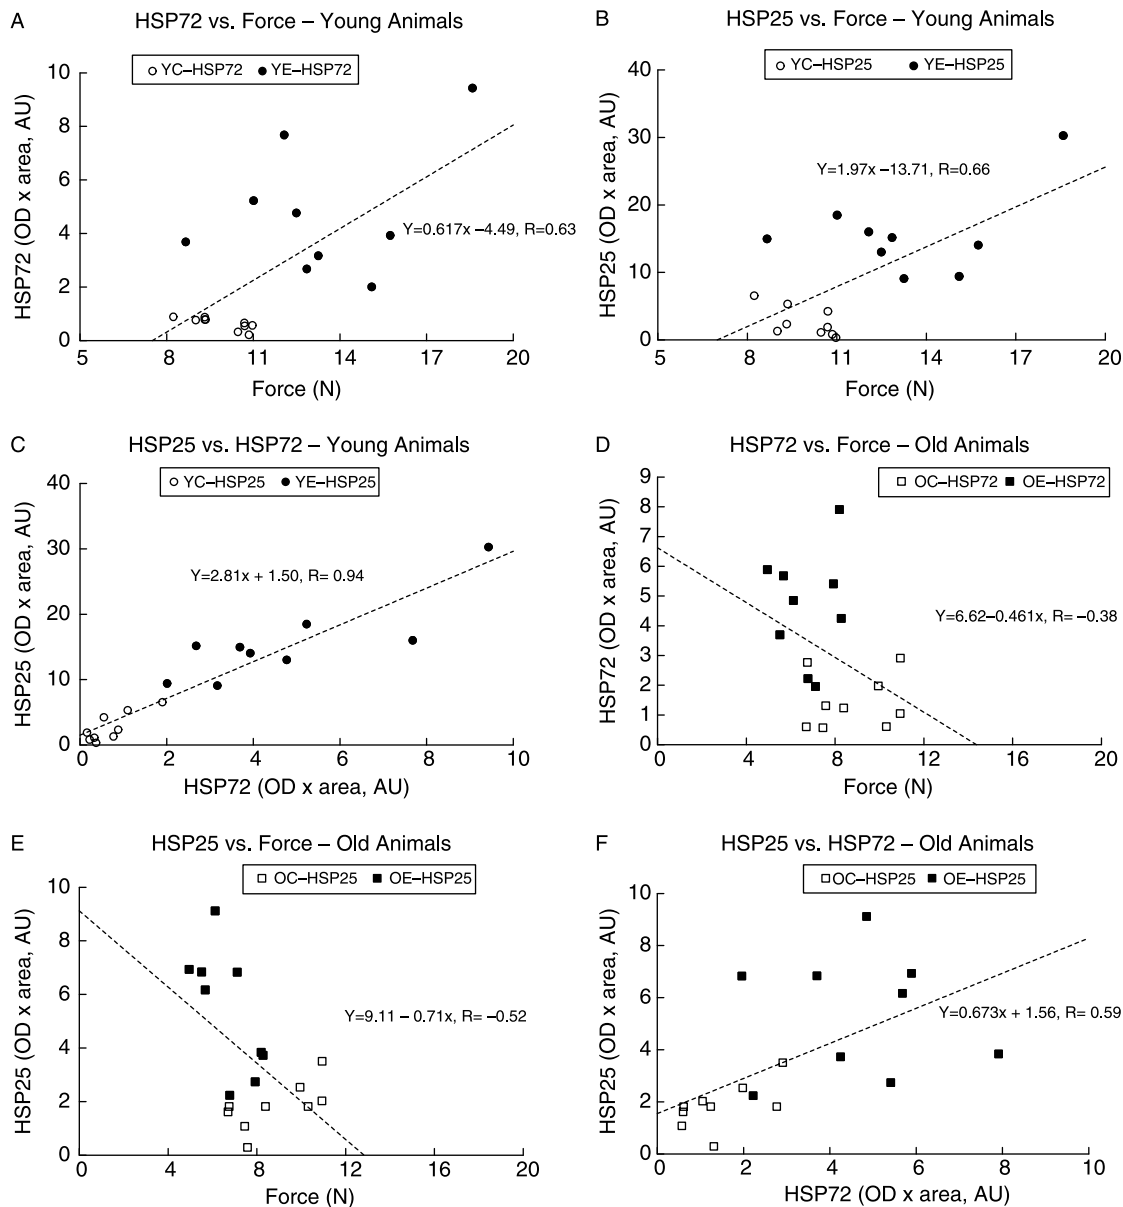 A
HSP72 vs. Force – Young Animals
YC–HSP72 YE–HSP72
HSP72 (OD x area, AU)
10
8
6
4
2
0
Y=0.617x –4.49, R=0.63
5 8 11 14 17 20
Force (N)
B
HSP25 vs. Force – Young Animals
YC–HSP25 YE–HSP25
HSP25 (OD x area, AU)
40
30
20
10
0
Y=1.97x –13.71, R=0.66
5 8 11 14 17 20
Force (N)
C
HSP25 vs. HSP72 – Young Animals
YC–HSP25 YE–HSP25
HSP25 (OD x area, AU)
40
30
20
10
0
Y=2.81x + 1.50, R= 0.94
0 2 4 6 8 10
HSP72 (OD x area, AU)
D
HSP72 vs. Force – Old Animals
OC–HSP72 OE–HSP72
HSP72 (OD x area, AU)
9
8
7
6
5
4
3
2
1
0
Y=6.62–0.461x, R= –0.38
0 4 8 12 16 20
Force (N)
E
HSP25 vs. Force – Old Animals
OC–HSP25 OE–HSP25
HSP25 (OD x area, AU)
10
8
6
4
2
0
Y=9.11 – 0.71x, R= –0.52
0 4 8 12 16 20
Force (N)
F
HSP25 vs. HSP72 – Old Animals
OC–HSP25 OE–HSP25
HSP25 (OD x area, AU)
10
8
6
4
2
0
Y=0.673x + 1.56, R= 0.59
0 2 4 6 8 10
HSP72 (OD x area, AU)